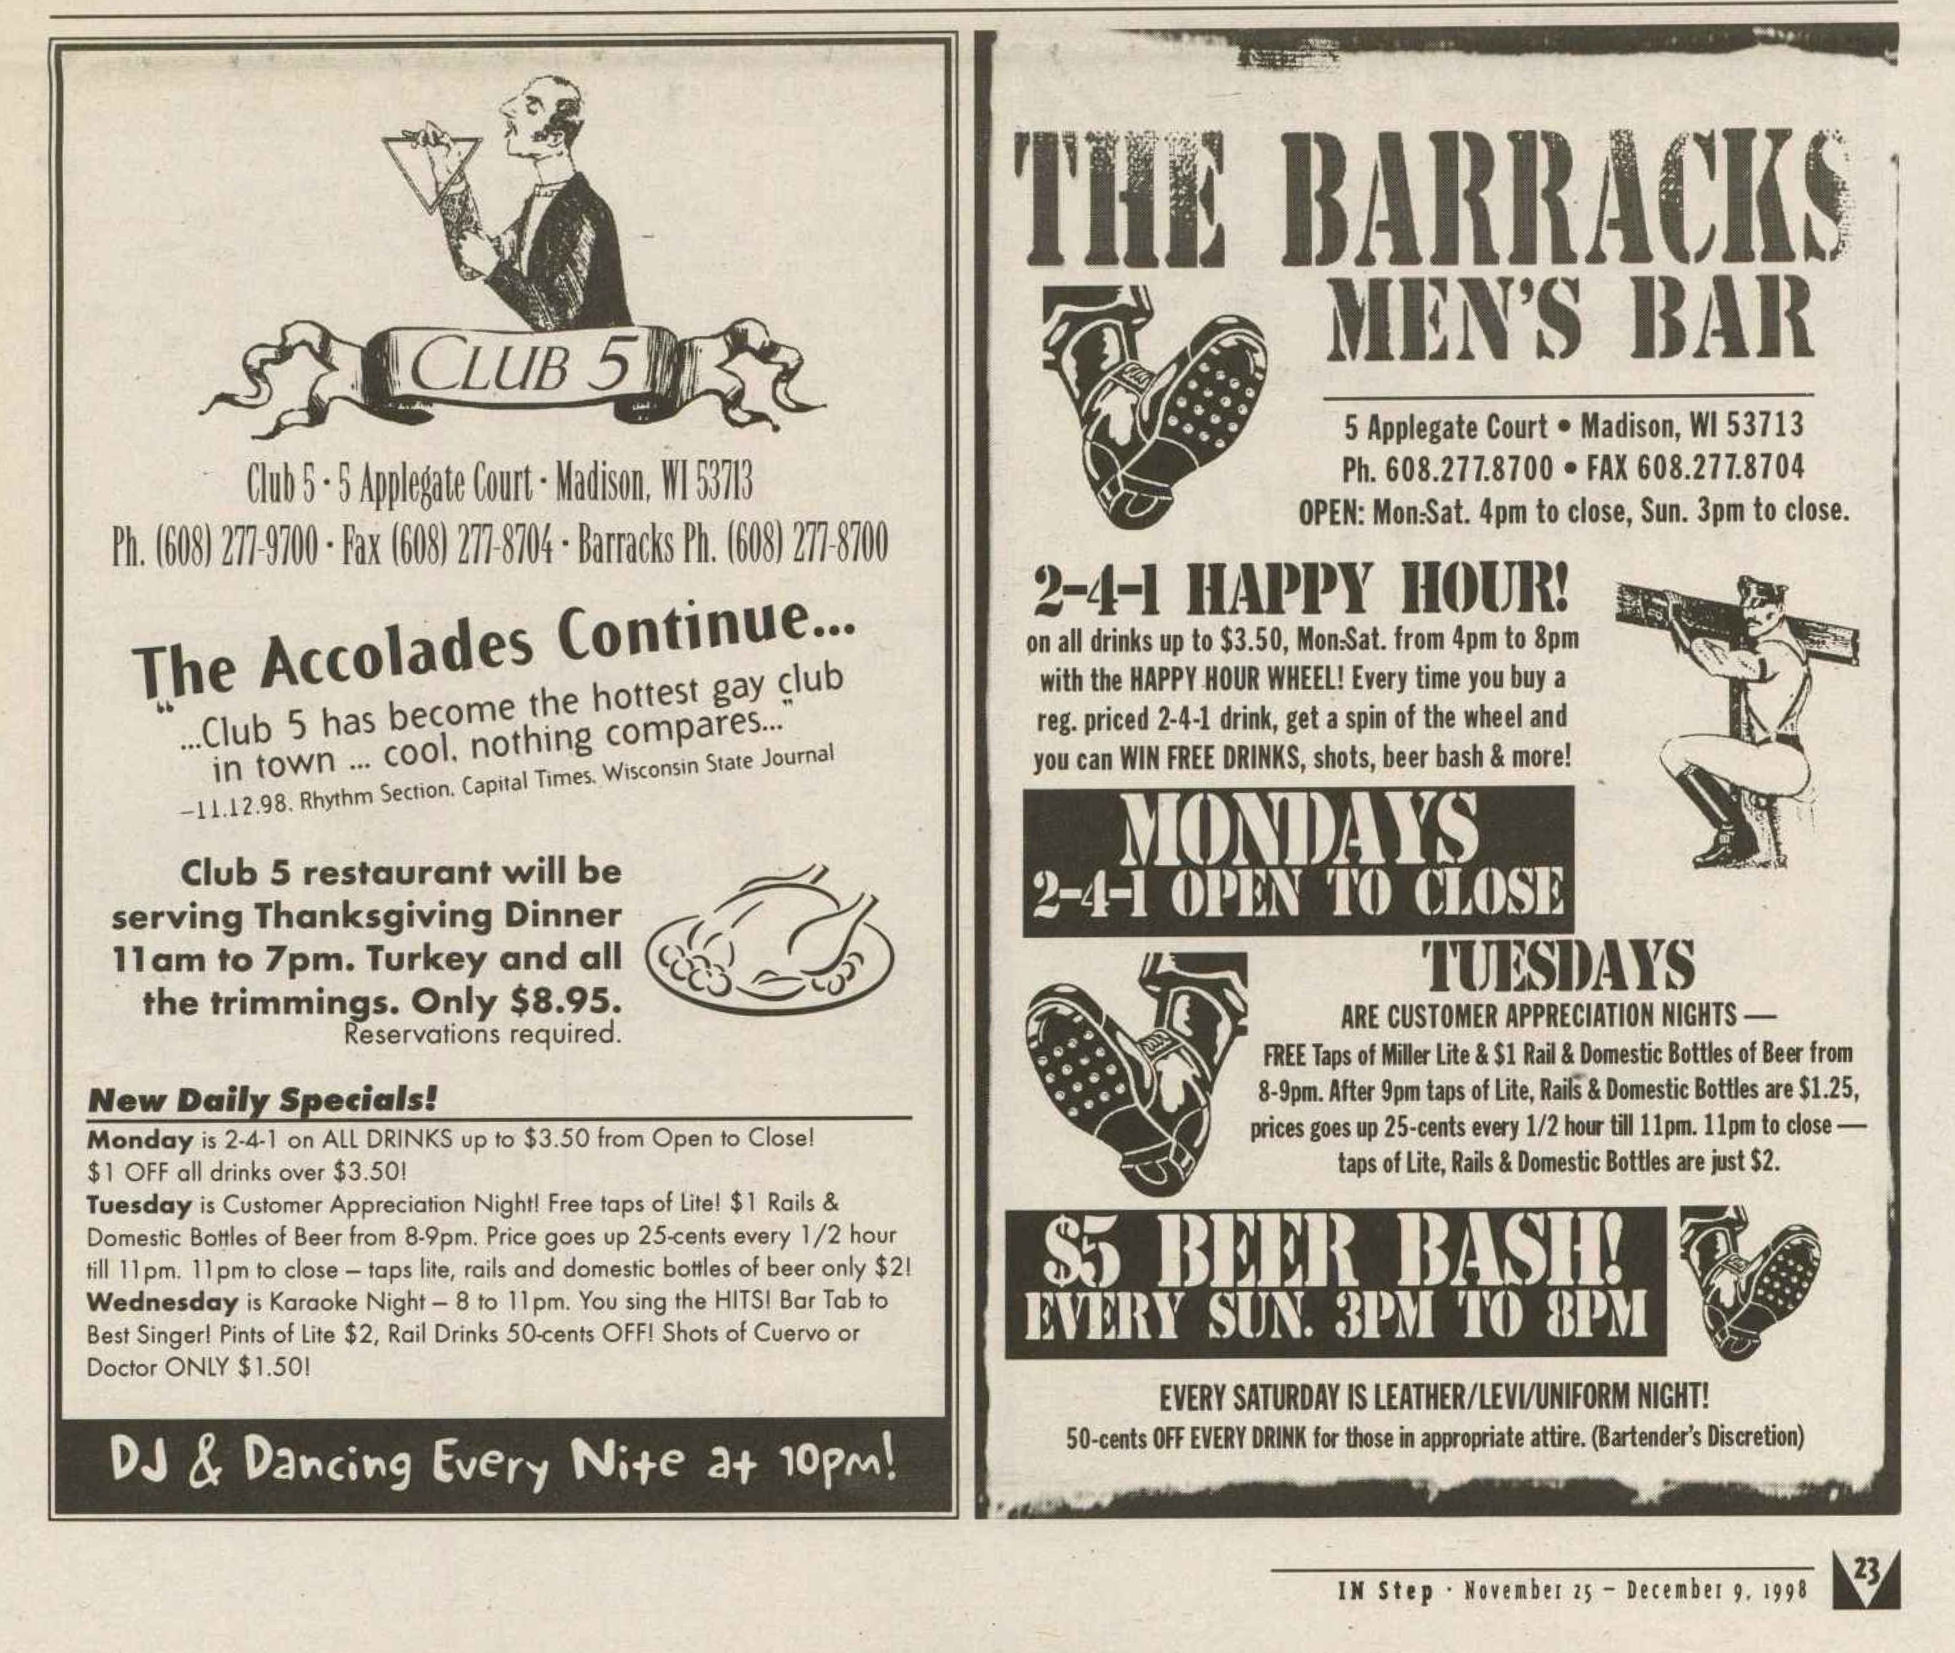 CLUB 5
Club 5 · 5 Applegate Court · Madison, WI 53713
Ph. (608) 277-9700 · Fax (608) 277-8704 · Barracks Ph. (608) 277-8700
The Accolades Continue...
"...Club 5 has become the hottest gay club
in town ... cool, nothing compares..."
–11.12.98, Rhythm Section, Capital Times, Wisconsin State Journal
Club 5 restaurant will be
serving Thanksgiving Dinner
11am to 7pm. Turkey and all
the trimmings. Only $8.95.
Reservations required.
New Daily Specials!
Monday is 2-4-1 on ALL DRINKS up to $3.50 from Open to Close!
$1 OFF all drinks over $3.50!
Tuesday is Customer Appreciation Night! Free taps of Lite! $1 Rails &
Domestic Bottles of Beer from 8-9pm. Price goes up 25-cents every 1/2 hour
till 11pm. 11pm to close – taps lite, rails and domestic bottles of beer only $2!
Wednesday is Karaoke Night – 8 to 11pm. You sing the HITS! Bar Tab to
Best Singer! Pints of Lite $2, Rail Drinks 50-cents OFF! Shots of Cuervo or
Doctor ONLY $1.50!
DJ & Dancing Every Nite at 10pm!
THE BARRACKS
MEN'S BAR
5 Applegate Court • Madison, WI 53713
Ph. 608.277.8700 • FAX 608.277.8704
OPEN: Mon.-Sat. 4pm to close, Sun. 3pm to close.
2-4-1 HAPPY HOUR!
on all drinks up to $3.50, Mon.-Sat. from 4pm to 8pm
with the HAPPY HOUR WHEEL! Every time you buy a
reg. priced 2-4-1 drink, get a spin of the wheel and
you can WIN FREE DRINKS, shots, beer bash & more!
MONDAYS
2-4-1 OPEN TO CLOSE
TUESDAYS
ARE CUSTOMER APPRECIATION NIGHTS —
FREE Taps of Miller Lite & $1 Rail & Domestic Bottles of Beer from
8-9pm. After 9pm taps of Lite, Rails & Domestic Bottles are $1.25,
prices goes up 25-cents every 1/2 hour till 11pm. 11pm to close —
taps of Lite, Rails & Domestic Bottles are just $2.
$5 BEER BASH!
EVERY SUN. 3PM TO 8PM
EVERY SATURDAY IS LEATHER/LEVI/UNIFORM NIGHT!
50-cents OFF EVERY DRINK for those in appropriate attire. (Bartender's Discretion)
IN Step · November 25 – December 9, 1998
23